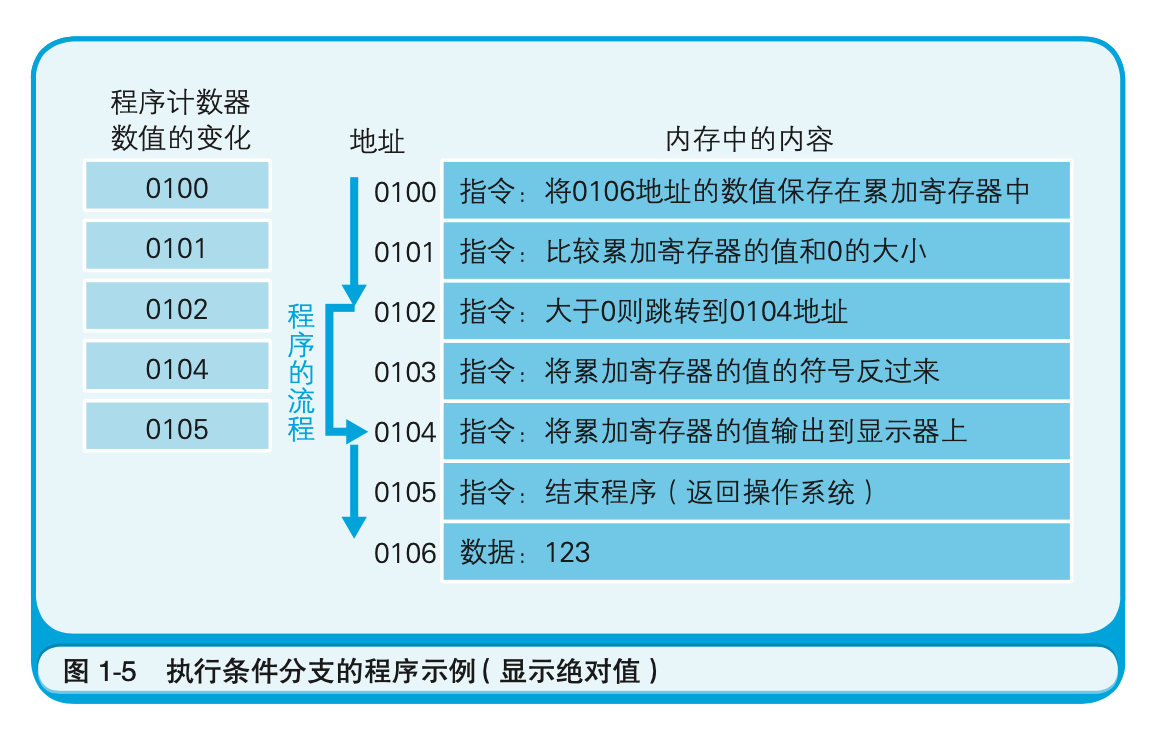 程序计数器
数值的变化
0100
0101
0102
0104
0105
程序的流程
地址
内存中的内容
0100 指令：将0106地址的数值保存在累加寄存器中
0101 指令：比较累加寄存器的值和0的大小
0102 指令：大于0则跳转到0104地址
0103 指令：将累加寄存器的值的符号反过来
0104 指令：将累加寄存器的值输出到显示器上
0105 指令：结束程序（返回操作系统）
0106 数据：123
图 1-5 执行条件分支的程序示例（显示绝对值）